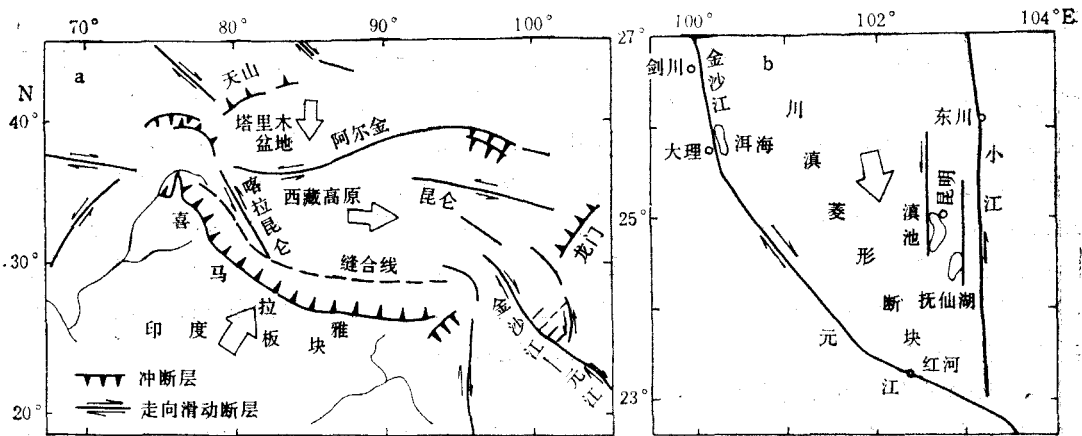 70°
80°
90°
100°
a
N
天山
塔里木
盆地
40°
阿尔金
喀拉昆仑
西藏高原
昆仑
龙门
喜马拉雅
30°
缝合线
金沙江—元江
印度板块
冲断层
走向滑动断层
20°
100°
102°
104°E
27°
b
剑川
金沙江
川滇菱形断块
东川
小江
大理
洱海
昆明
滇池
25°
抚仙湖
元江
红河
23°